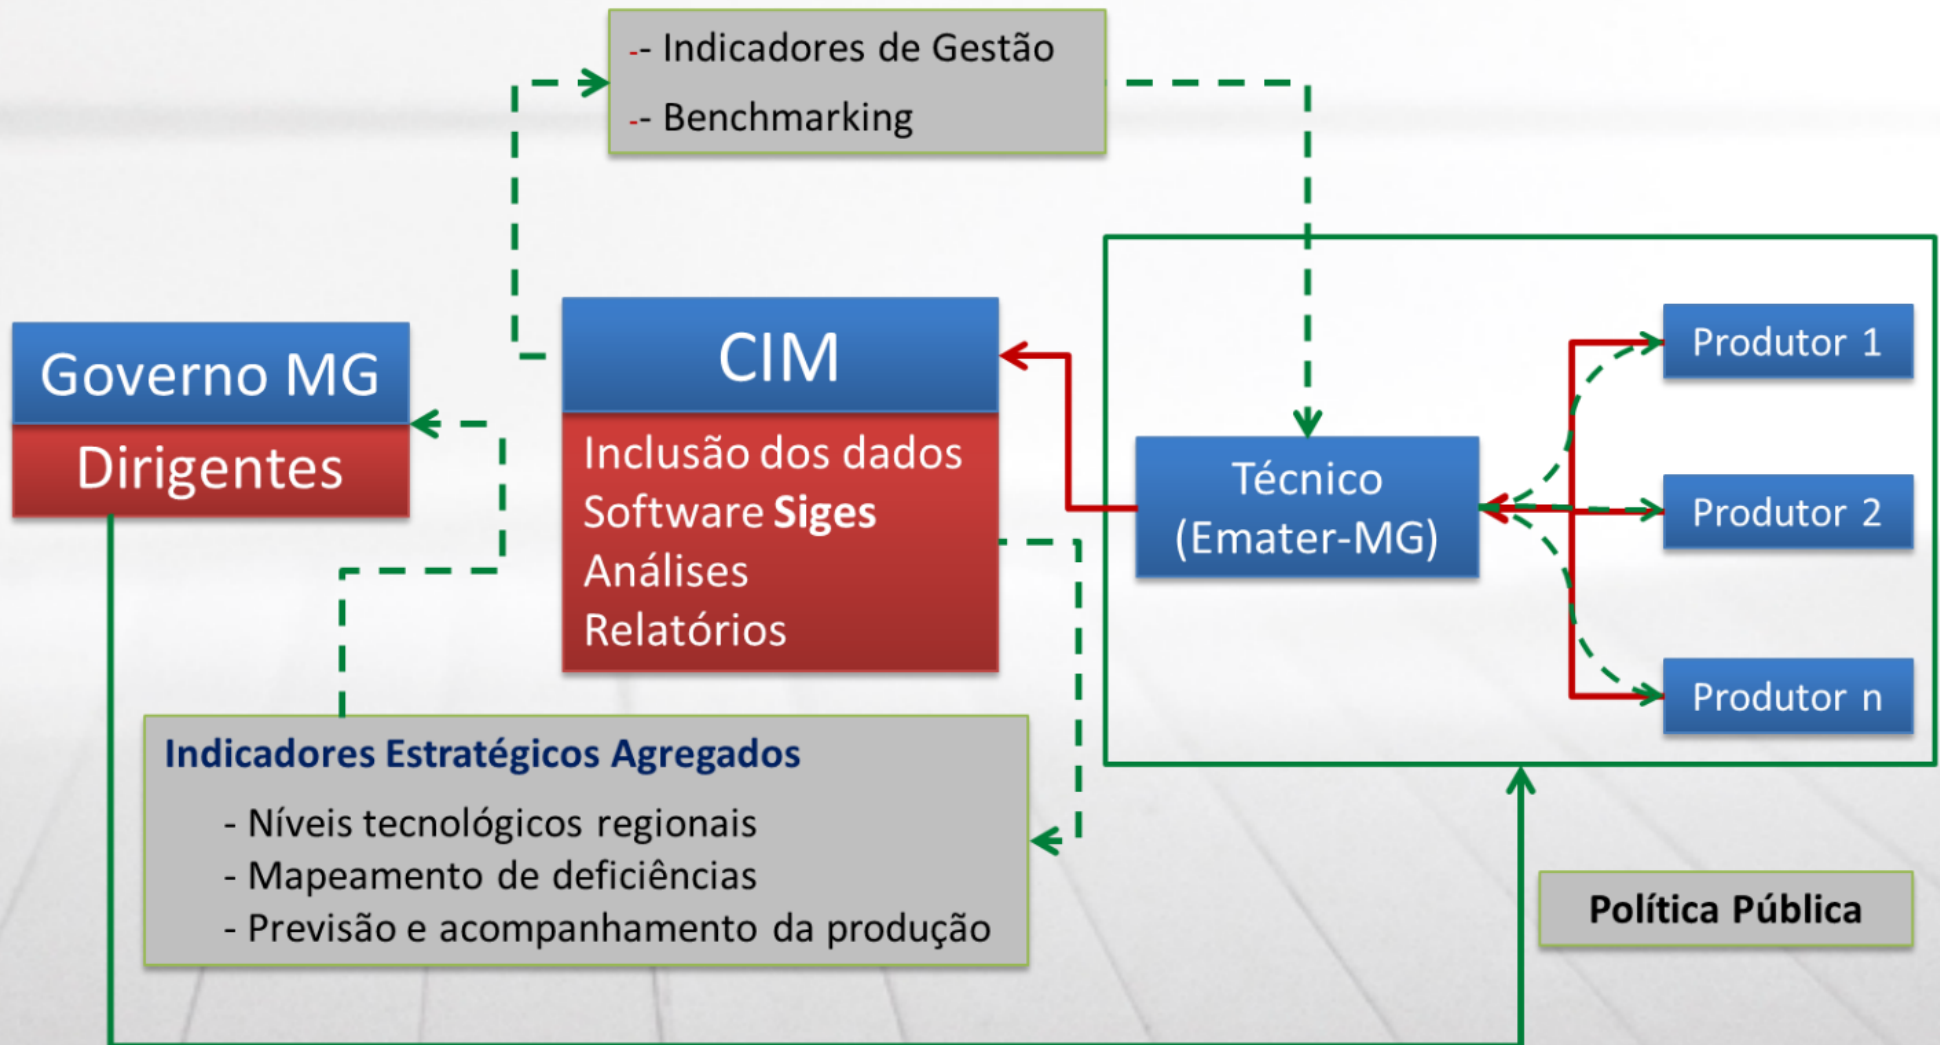 -- Indicadores de Gestão
-- Benchmarking
Governo MG
Dirigentes
CIM
Inclusão dos dados
Software Siges
Análises
Relatórios
Técnico
(Emater-MG)
Produtor 1
Produtor 2
Produtor n
Indicadores Estratégicos Agregados
- Níveis tecnológicos regionais
- Mapeamento de deficiências
- Previsão e acompanhamento da produção
Política Pública